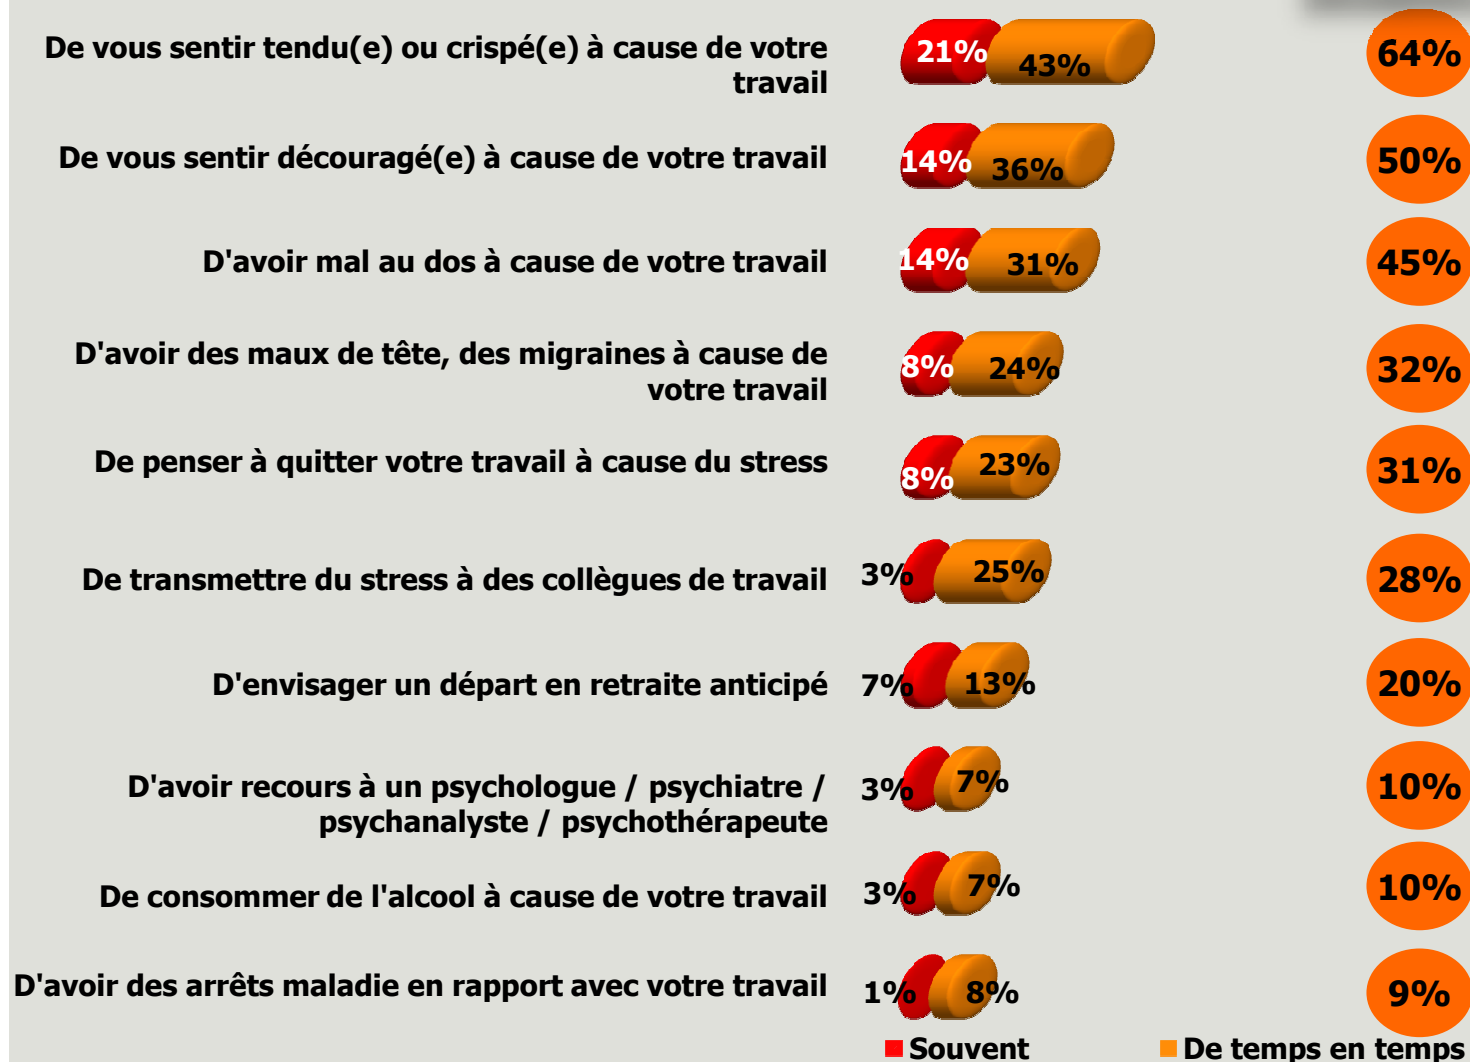 De vous sentir tendu(e) ou crispé(e) à cause de votre
travail
21% 43% 64%
De vous sentir découragé(e) à cause de votre travail
14% 36% 50%
D'avoir mal au dos à cause de votre travail
14% 31% 45%
D'avoir des maux de tête, des migraines à cause de
votre travail
8% 24% 32%
De penser à quitter votre travail à cause du stress
8% 23% 31%
De transmettre du stress à des collègues de travail
3% 25% 28%
D'envisager un départ en retraite anticipé
7% 13% 20%
D'avoir recours à un psychologue / psychiatre /
psychanalyste / psychothérapeute
3% 7% 10%
De consommer de l'alcool à cause de votre travail
3% 7% 10%
D'avoir des arrêts maladie en rapport avec votre travail
1% 8% 9%
Souvent De temps en temps